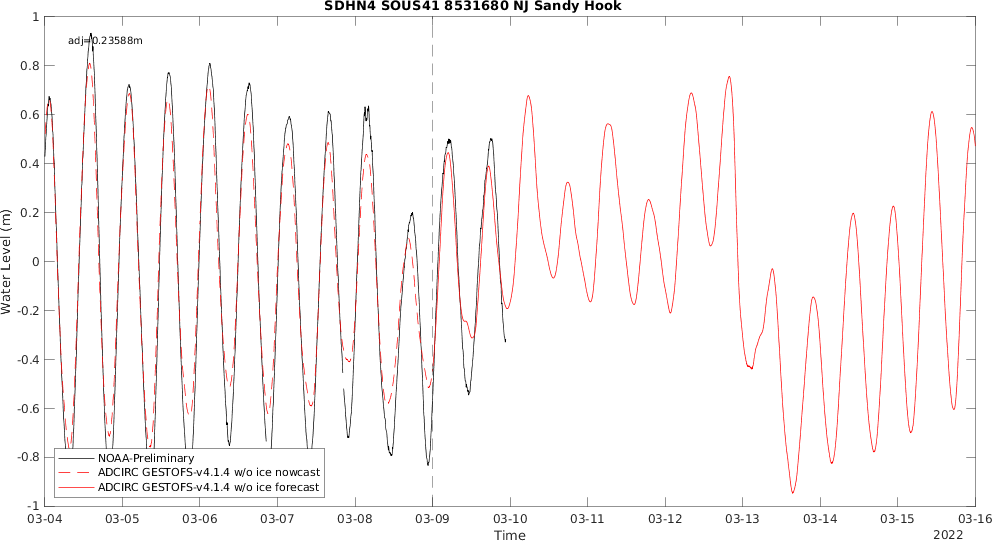 SDHN4 SOUS41 8531680 NJ Sandy Hook
adj=0.23588m
1
0.8
0.6
0.4
0.2
0
-0.2
-0.4
-0.6
-0.8
-1
Water Level (m)
NOAA-Preliminary
ADCIRC GESTOFS-v4.1.4 w/o ice nowcast
ADCIRC GESTOFS-v4.1.4 w/o ice forecast
03-04 03-05 03-06 03-07 03-08 03-09 03-10 03-11 03-12 03-13 03-14 03-15 03-16
Time
2022